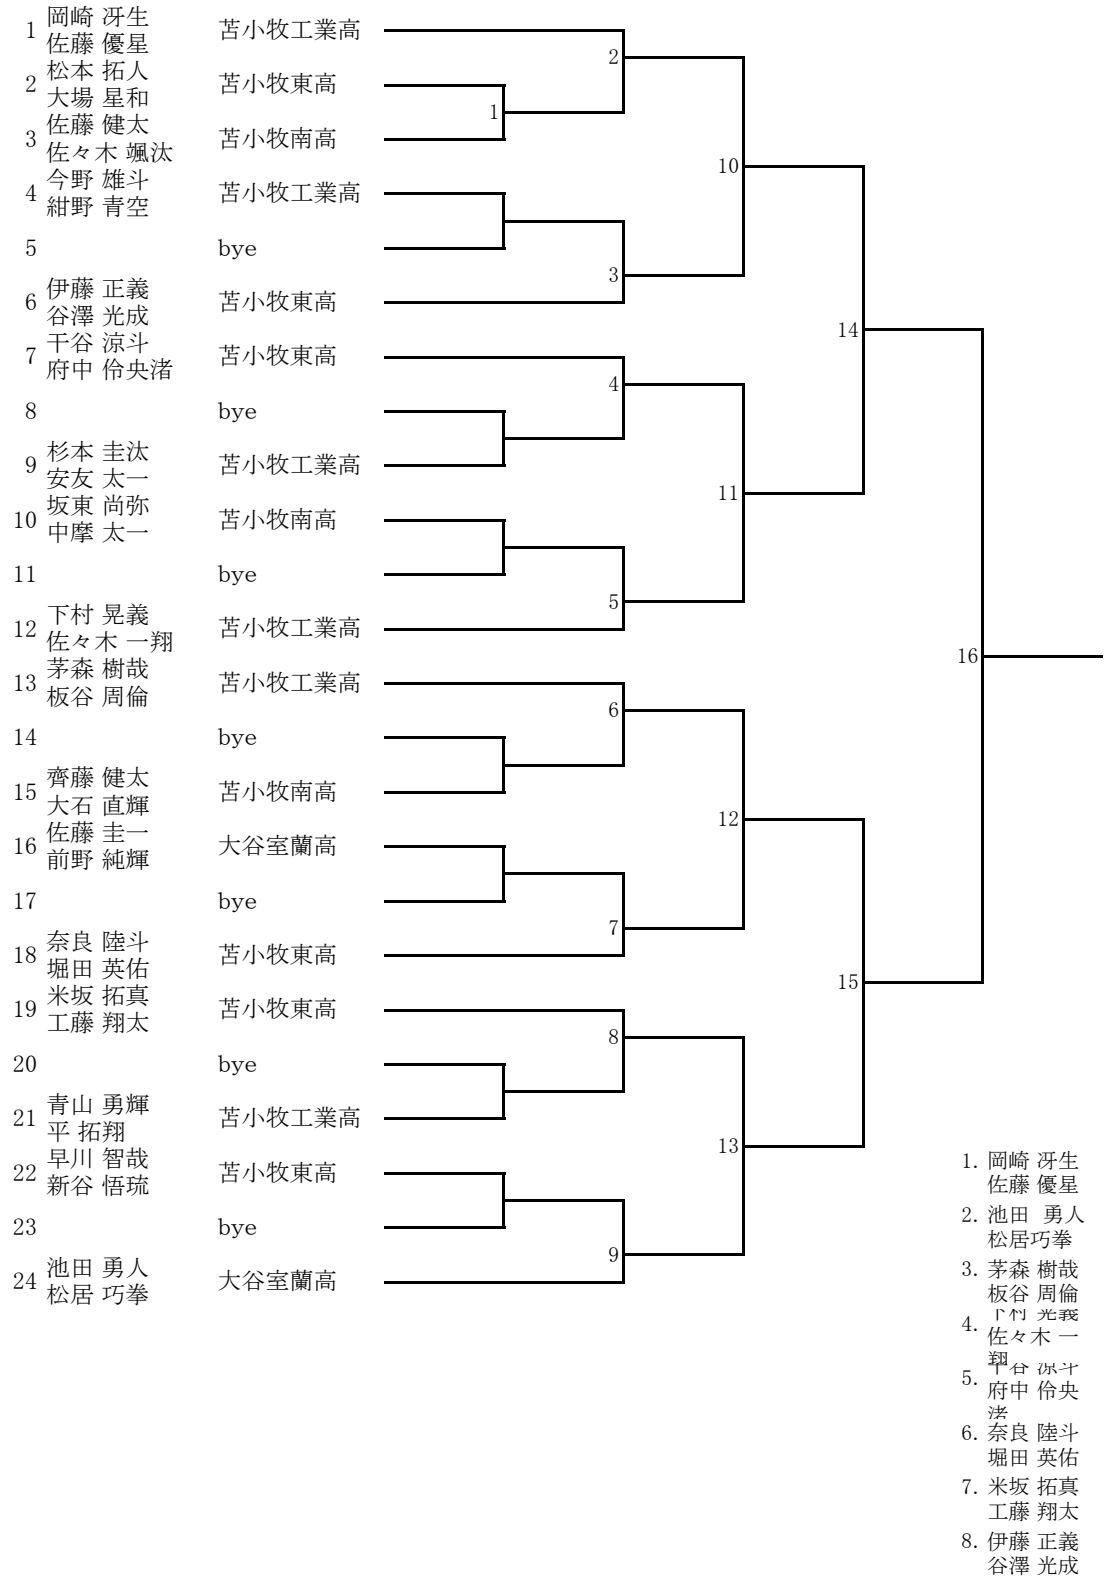 岡崎 冴生
1 苫小牧工業高
佐藤 優星
松本 拓人
2 苫小牧東高
大場 星和
佐藤 健太
3 苫小牧南高
佐々木 颯汰
今野 雄斗
4 苫小牧工業高
紺野 青空
5 bye
伊藤 正義
6 苫小牧東高
谷澤 光成
干谷 涼斗
7 苫小牧東高
府中 伶央渚
8 bye
杉本 圭汰
9 苫小牧工業高
安友 太一
坂東 尚弥
10 苫小牧南高
中摩 太一
11 bye
下村 晃義
12 苫小牧工業高
佐々木 一翔
茅森 樹哉
13 苫小牧工業高
板谷 周倫
14 bye
齊藤 健太
15 苫小牧南高
大石 直輝
佐藤 圭一
16 大谷室蘭高
前野 純輝
17 bye
奈良 陸斗
18 苫小牧東高
堀田 英佑
米坂 拓真
19 苫小牧東高
工藤 翔太
20 bye
青山 勇輝
21 苫小牧工業高
平 拓翔
早川 智哉
22 苫小牧東高
新谷 悟琉
23 bye
池田 勇人
24 大谷室蘭高
松居 巧拳
1
2
3
4
5
6
7
8
9
10
11
12
13
14
15
16
1. 岡崎 冴生
佐藤 優星
2. 池田 勇人
松居巧拳
3. 茅森 樹哉
板谷 周倫
4. 下村 晃義
佐々木 一
翔
5. 干谷 涼斗
府中 伶央
渚
6. 奈良 陸斗
堀田 英佑
7. 米坂 拓真
工藤 翔太
8. 伊藤 正義
谷澤 光成